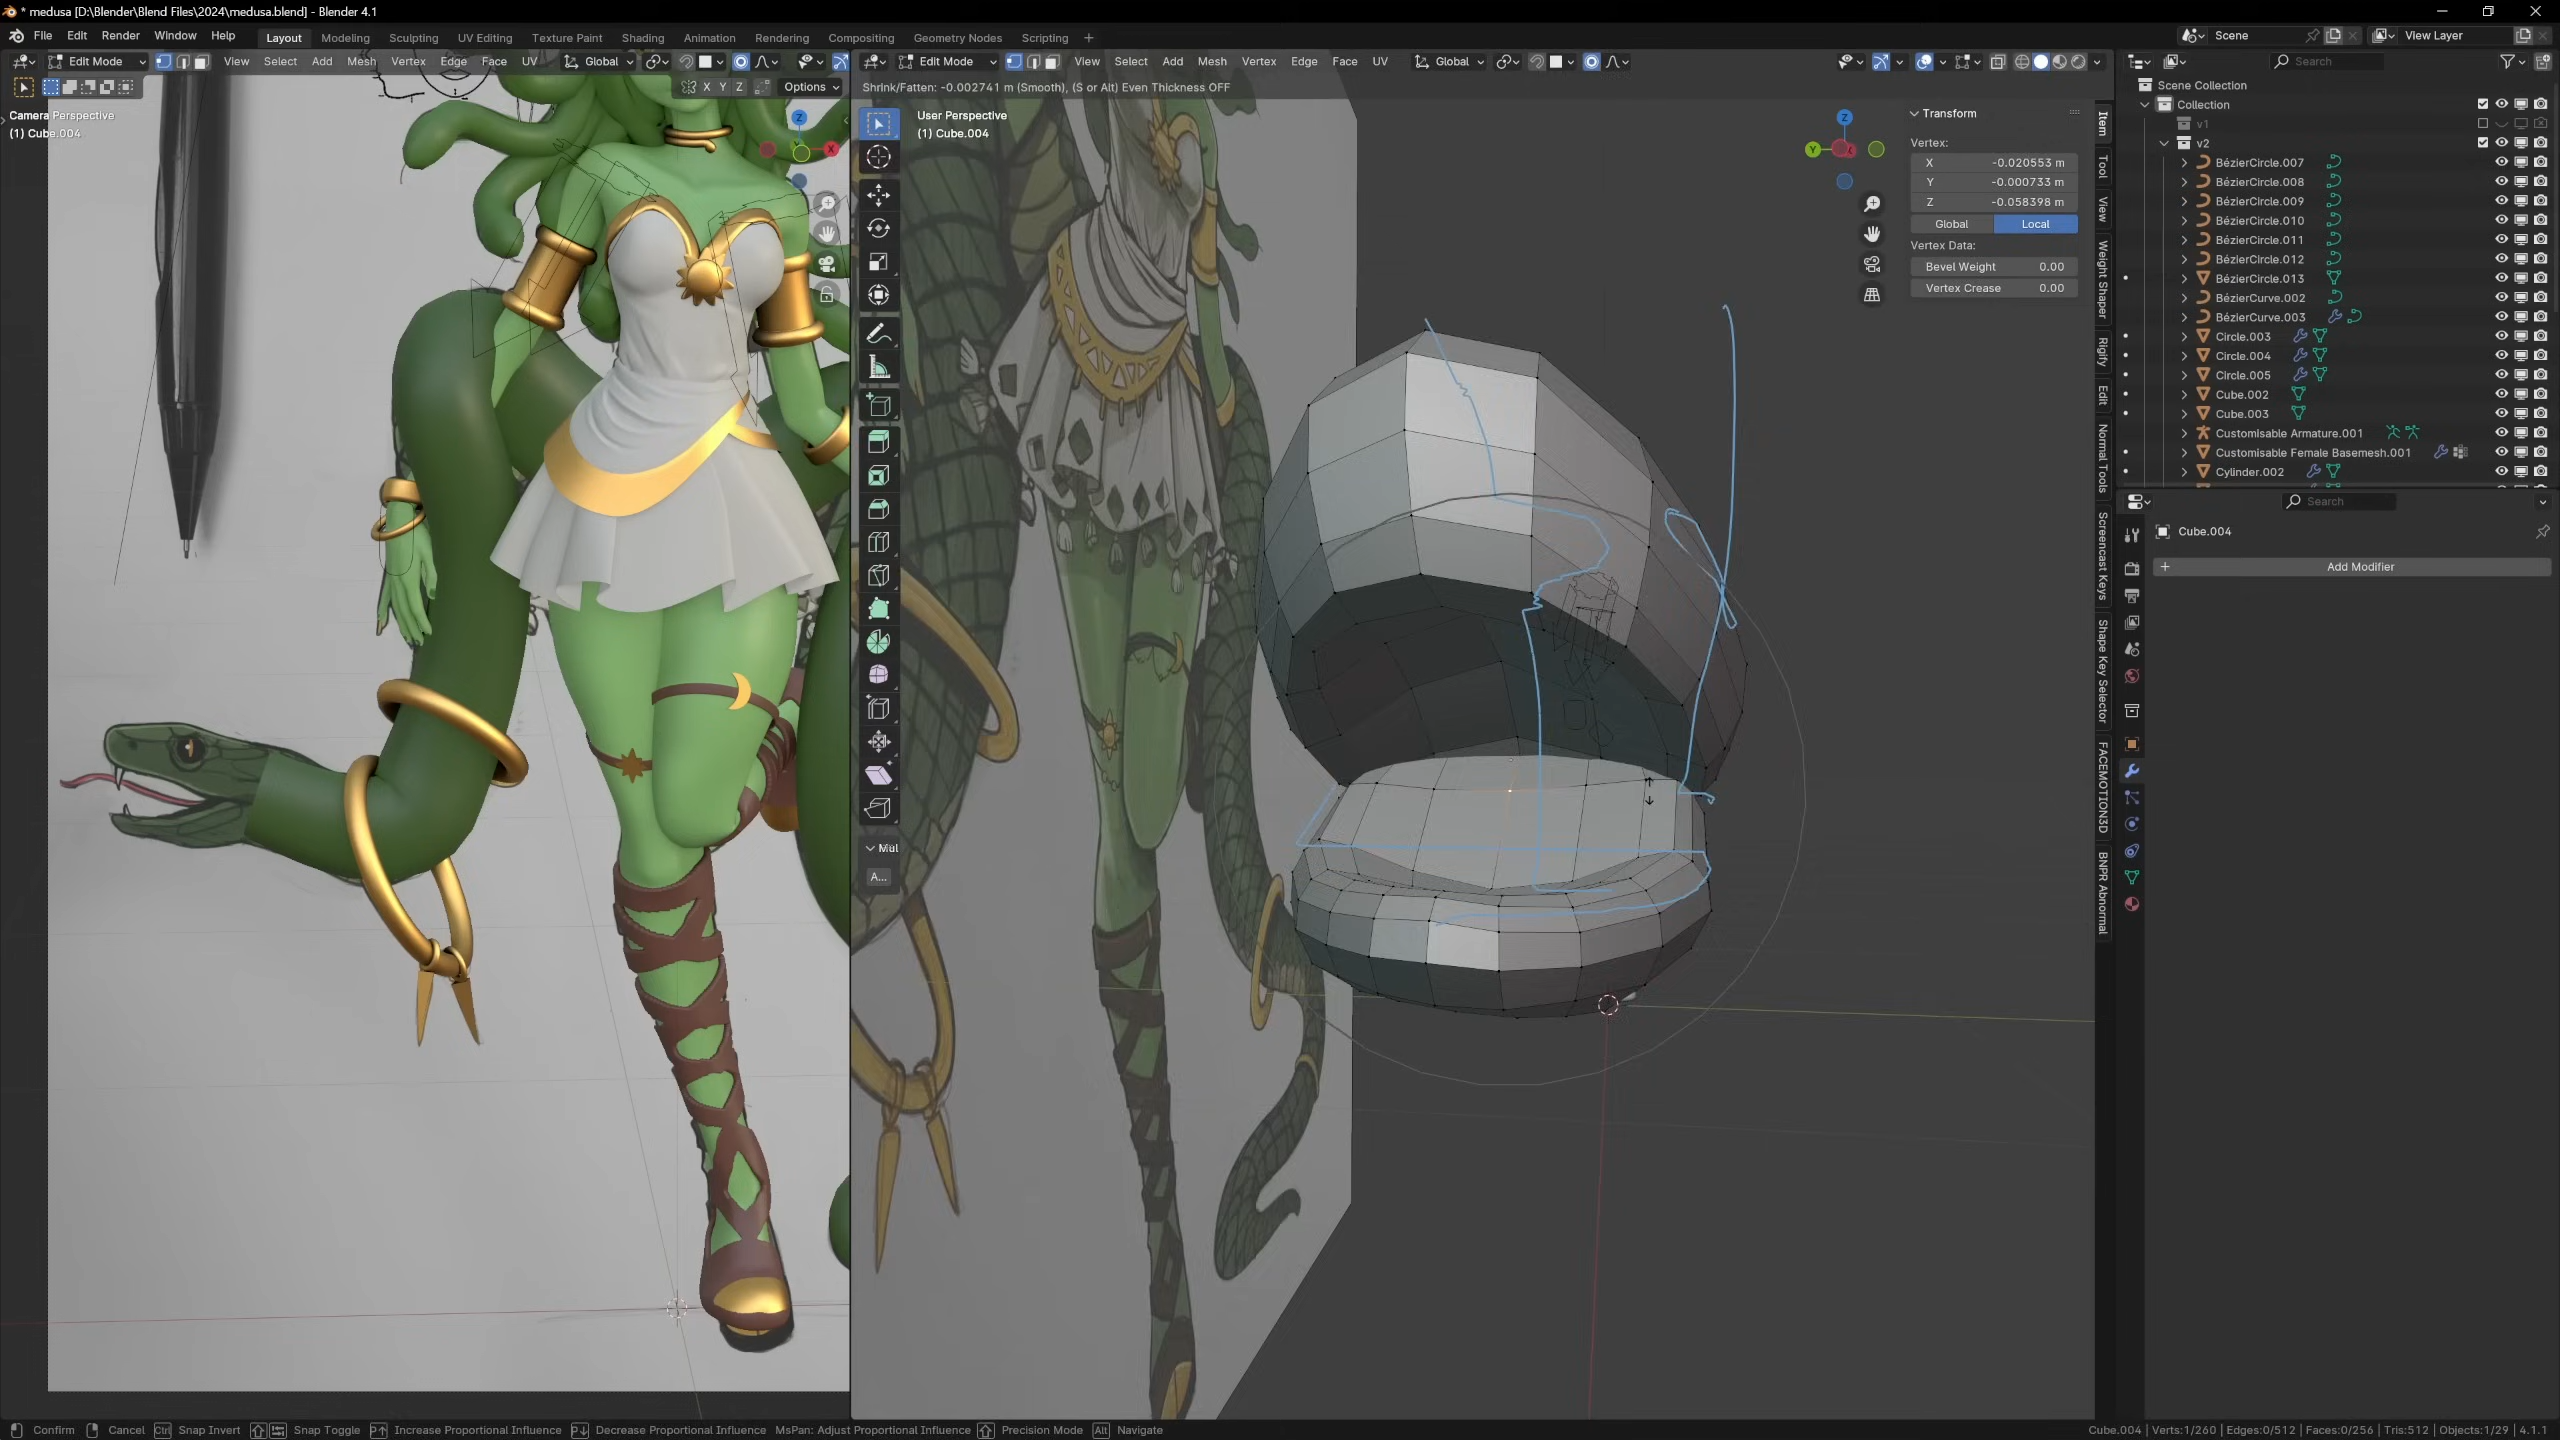 * medusa [D:\Blender\Blend Files\2024\medusa.blend] - Blender 4.1
File Edit Render Window Help Layout Modeling Sculpting UV Editing Texture Paint Shading Animation Rendering Compositing Geometry Nodes Scripting + Scene View Layer
Edit Mode View Select Add Mesh Vertex Edge Face UV Global
Edit Mode View Select Add Mesh Vertex Edge Face UV Global
Search
X Y Z Options
Shrink/Fatten: -0.002741 m (Smooth), (S or Alt) Even Thickness OFF
Camera Perspective
(1) Cube.004
User Perspective
(1) Cube.004
Z
X
Z
Y
Mul
A...
Transform
Vertex:
X -0.020553 m
Y -0.000733 m
Z -0.058398 m
Global Local
Vertex Data:
Bevel Weight 0.00
Vertex Crease 0.00
Item
Tool
View
Weight Shaper
Rigify
Edit
Normal Tools
Screencast Keys
Shape Key Selector
FACEMOTION3D
BNPR Abnormal
Scene Collection
Collection
v1
v2
BézierCircle.007
BézierCircle.008
BézierCircle.009
BézierCircle.010
BézierCircle.011
BézierCircle.012
BézierCircle.013
BézierCurve.002
BézierCurve.003
Circle.003
Circle.004
Circle.005
Cube.002
Cube.003
Customisable Armature.001
Customisable Female Basemesh.001
Cylinder.002
Search
Cube.004
+ Add Modifier
Confirm Cancel Ctrl Snap Invert Snap Toggle Increase Proportional Influence Decrease Proportional Influence MsPan: Adjust Proportional Influence Precision Mode Alt Navigate
Cube.004 | Verts:1/260 | Edges:0/512 | Faces:0/256 | Tris:512 | Objects:1/29 | 4.1.1